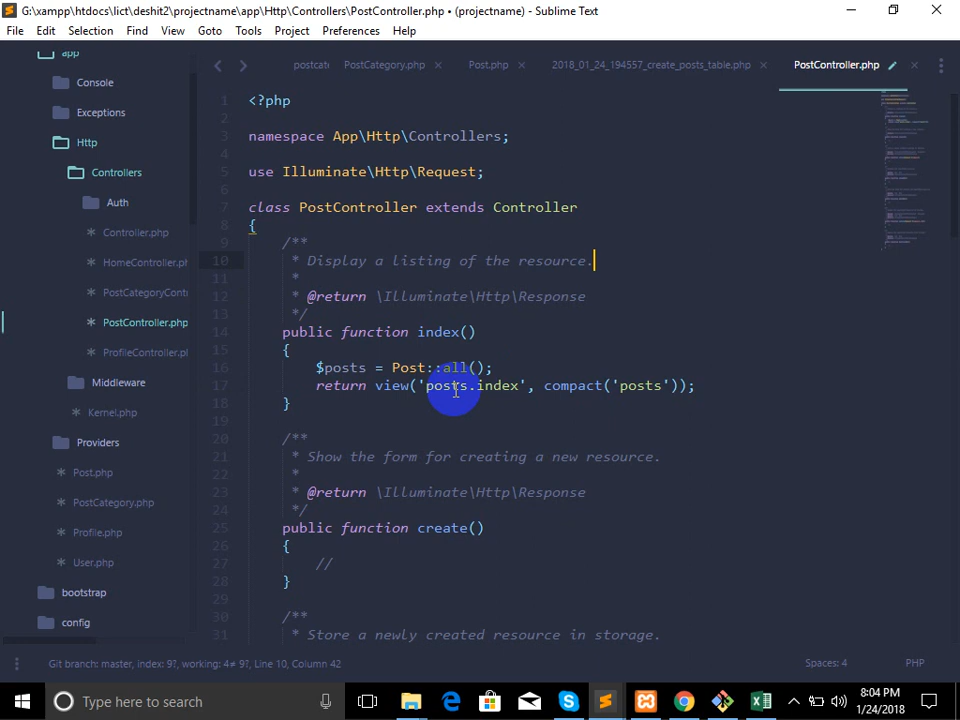 G:\xampp\htdocs\lict\deshit2\projectname\app\Http\Controllers\PostController.php • (projectname) - Sublime Text
File Edit Selection Find View Goto Tools Project Preferences Help
app
Console
Exceptions
Http
Controllers
Auth
Controller.php
HomeController.ph
PostCategoryCont
PostController.php
ProfileController.ph
Middleware
Kernel.php
Providers
Post.php
PostCategory.php
Profile.php
User.php
bootstrap
config
postcate PostCategory.php Post.php 2018_01_24_194557_create_posts_table.php PostController.php
1 <?php
2
3 namespace App\Http\Controllers;
4
5 use Illuminate\Http\Request;
6
7 class PostController extends Controller
8 {
9 /**
10 * Display a listing of the resource.
11 *
12 * @return \Illuminate\Http\Response
13 */
14 public function index()
15 {
16 $posts = Post::all();
17 return view('posts.index', compact('posts'));
18 }
19
20 /**
21 * Show the form for creating a new resource.
22 *
23 * @return \Illuminate\Http\Response
24 */
25 public function create()
26 {
27 //
28 }
29
30 /**
31 * Store a newly created resource in storage.
Git branch: master, index: 9?, working: 4≠ 9?, Line 10, Column 42 Spaces: 4 PHP
Type here to search
8:04 PM
1/24/2018